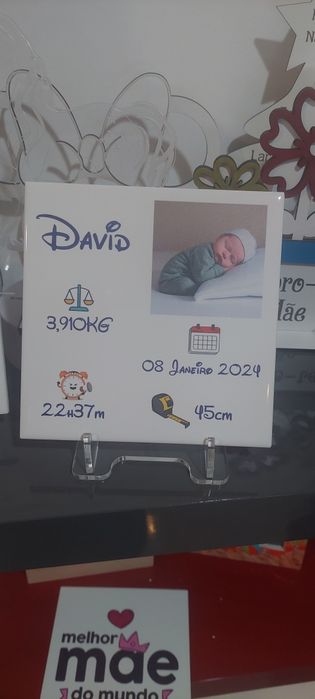 David
3,910KG
08 Janeiro 2024
22H37m
45cm
melhor
mãe
do mundo